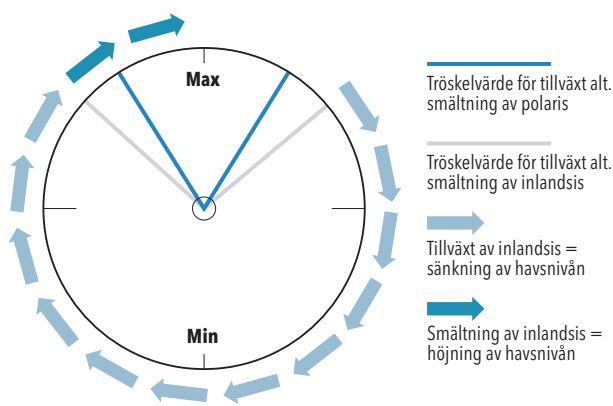 Max
Min
Tröskelvärde för tillväxt alt.
smältning av polaris
Tröskelvärde för tillväxt alt.
smältning av inlandsis
Tillväxt av inlandsis =
sänkning av havsnivån
Smältning av inlandsis =
höjning av havsnivån